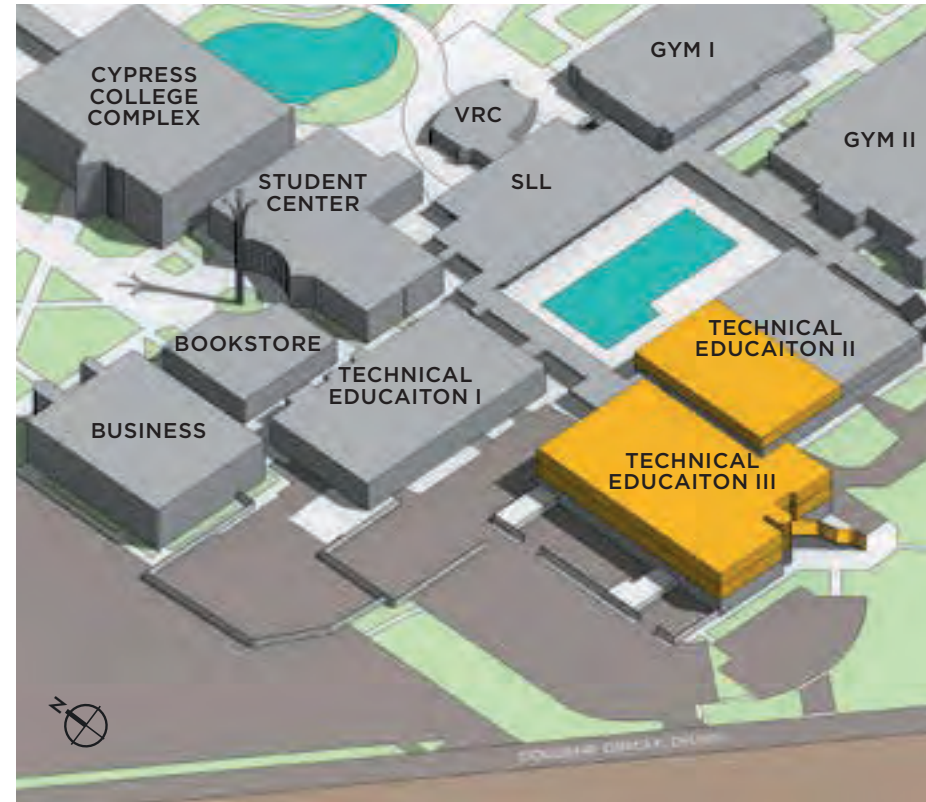 GYM I
CYPRESS
COLLEGE
COMPLEX
VRC
GYM II
STUDENT
CENTER
SLL
TECHNICAL
EDUCAITON II
BOOKSTORE
TECHNICAL
EDUCAITON I
BUSINESS
TECHNICAL
EDUCAITON III
N